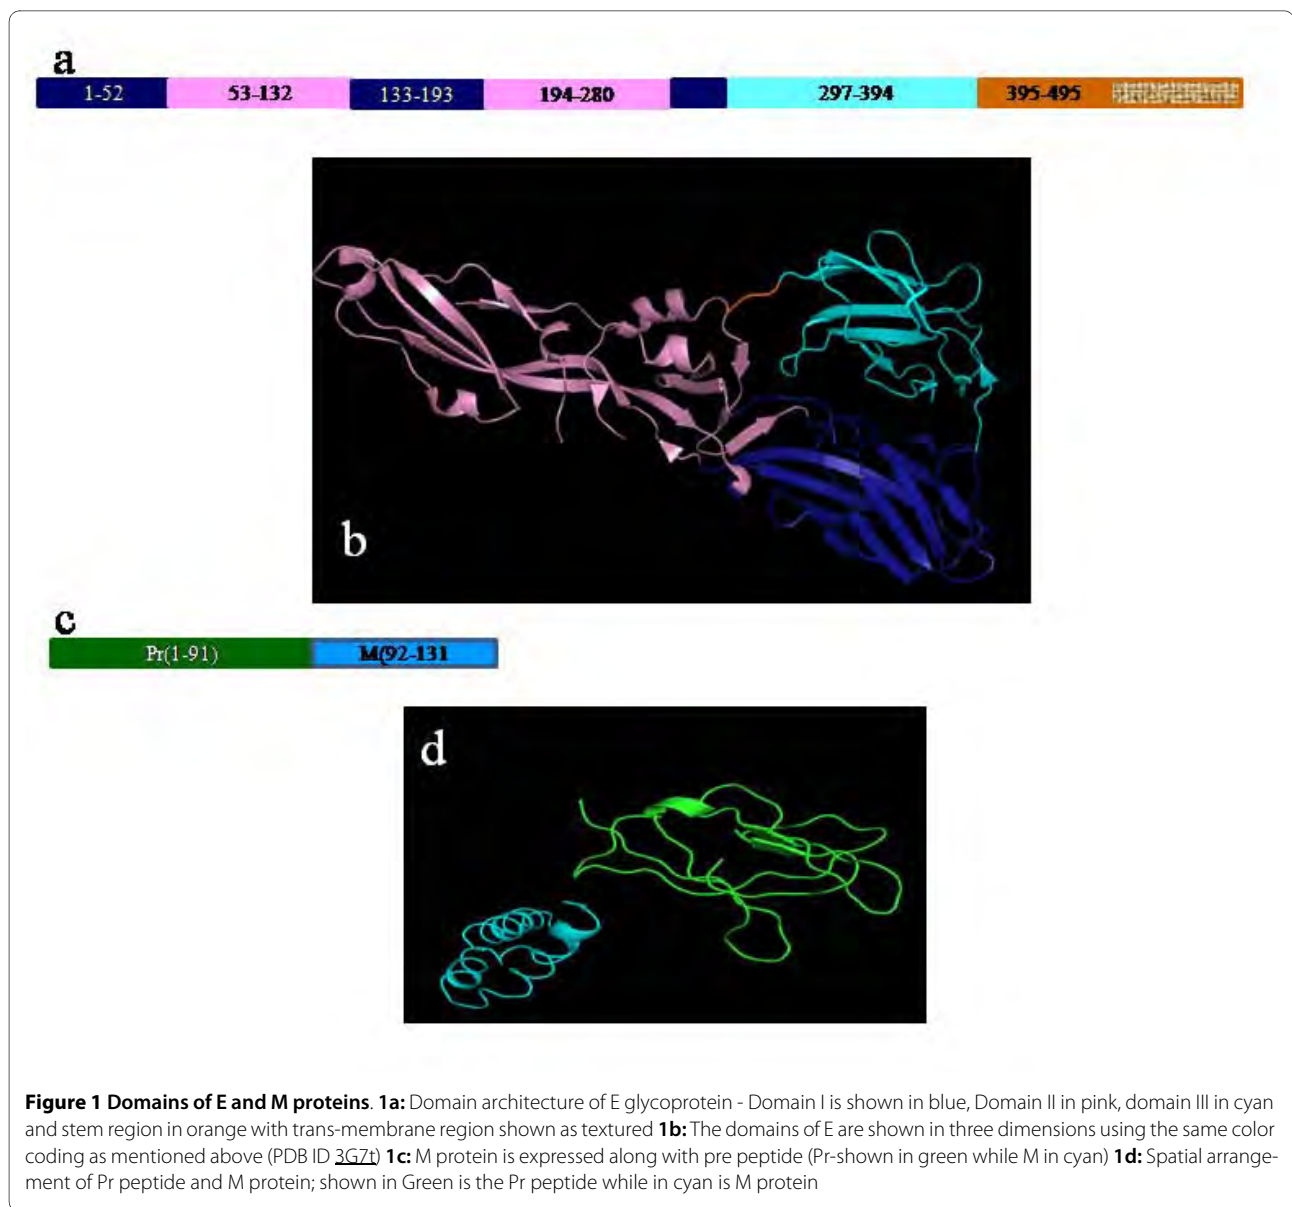 a
1-52 53-132 133-193 194-280 297-394 395-495
b
c
Pr(1-91) M(92-131
d
Figure 1 Domains of E and M proteins. 1a: Domain architecture of E glycoprotein - Domain I is shown in blue, Domain II in pink, domain III in cyan
and stem region in orange with trans-membrane region shown as textured 1b: The domains of E are shown in three dimensions using the same color
coding as mentioned above (PDB ID 3G7t) 1c: M protein is expressed along with pre peptide (Pr-shown in green while M in cyan) 1d: Spatial arrange-
ment of Pr peptide and M protein; shown in Green is the Pr peptide while in cyan is M protein